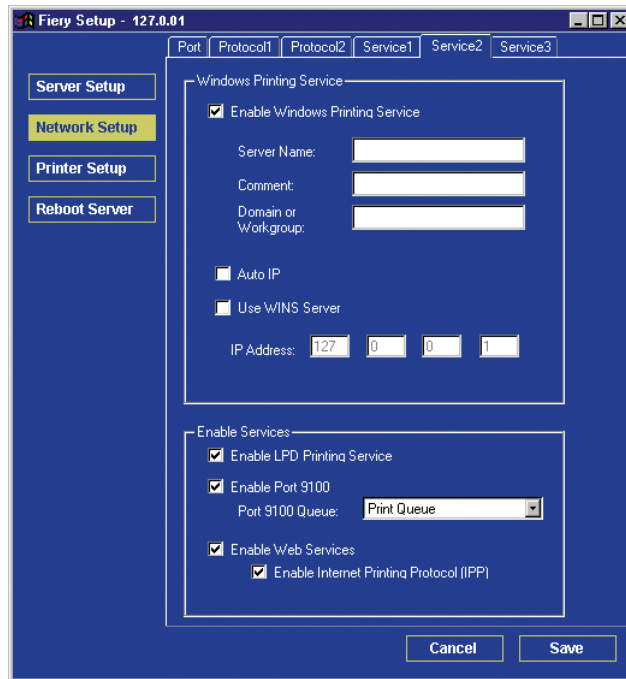 Fiery Setup - 127.0.01
Port Protocol1 Protocol2 Service1 Service2 Service3
Server Setup
Network Setup
Printer Setup
Reboot Server
Windows Printing Service
Enable Windows Printing Service
Server Name:
Comment:
Domain or
Workgroup:
Auto IP
Use WINS Server
IP Address: 127 0 0 1
Enable Services
Enable LPD Printing Service
Enable Port 9100
Port 9100 Queue: Print Queue
Enable Web Services
Enable Internet Printing Protocol (IPP)
Cancel Save